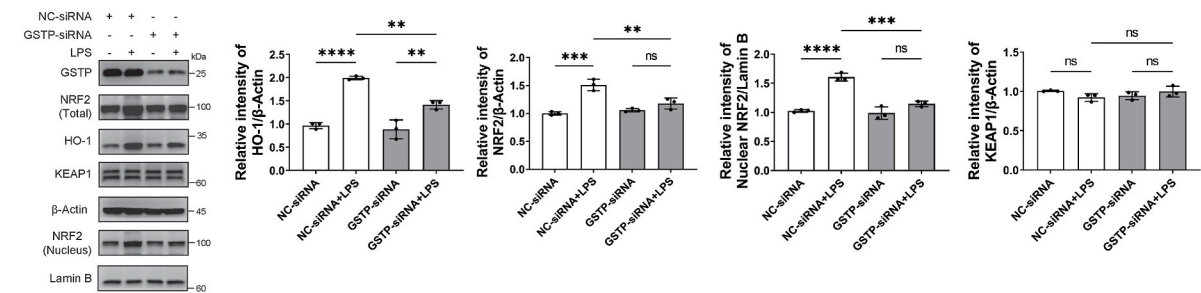 NC-siRNA + + - -
GSTP-siRNA - - + +
LPS - + - +
kDa
GSTP 25
NRF2
(Total) 100
HO-1 35
KEAP1 60
β-Actin 45
NRF2
(Nucleus) 100
Lamin B 60
Relative intensity of
HO-1/β-Actin
2.5
2.0
1.5
1.0
0.5
0.0
**
****
**
NC-siRNA
NC-siRNA+LPS
GSTP-siRNA
GSTP-siRNA+LPS
Relative intensity of
NRF2/β-Actin
2.0
1.5
1.0
0.5
0.0
**
***
ns
NC-siRNA
NC-siRNA+LPS
GSTP-siRNA
GSTP-siRNA+LPS
Relative intensity of
Nuclear NRF2/Lamin B
2.0
1.5
1.0
0.5
0.0
***
****
ns
NC-siRNA
NC-siRNA+LPS
GSTP-siRNA
GSTP-siRNA+LPS
Relative intensity of
KEAP1/β-Actin
1.5
1.0
0.5
0.0
ns
ns
ns
NC-siRNA
NC-siRNA+LPS
GSTP-siRNA
GSTP-siRNA+LPS